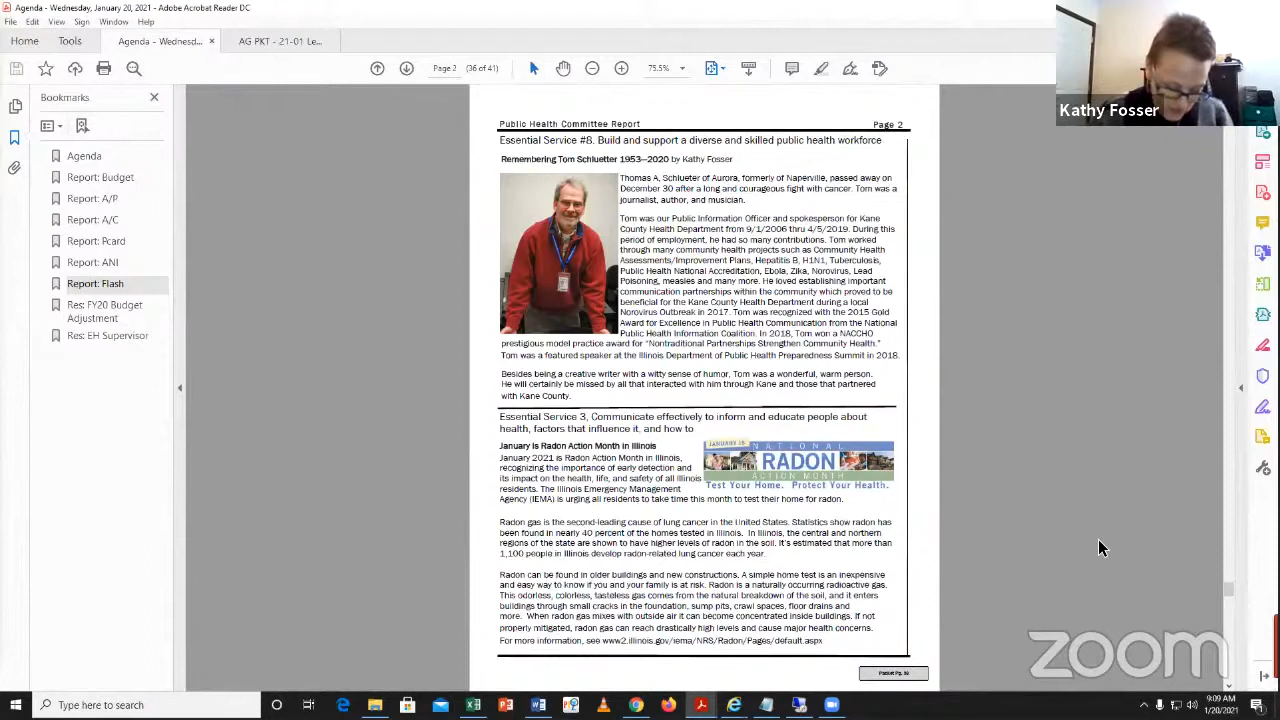 Agenda - Wednesday, January 20, 2021 - Adobe Acrobat Reader DC
File Edit View Sign Window Help
Home Tools Agenda - Wednesd... × AG PKT - 21-01 Le...
Page 2 (36 of 41) 75.5%
Bookmarks
Agenda
Report: Budget
Report: A/P
Report: A/C
Report: Pcard
Report: ANI
Report: Flash
Res: FY20 Budget
Adjustment
Res: EH Supervisor
Kathy Fosser
Public Health Committee Report Page 2
Essential Service #8. Build and support a diverse and skilled public health workforce
Remembering Tom Schluetter 1953—2020 by Kathy Fosser
Thomas A, Schlueter of Aurora, formerly of Naperville, passed away on
December 30 after a long and courageous fight with cancer. Tom was a
journalist, author, and musician.
Tom was our Public Information Officer and spokesperson for Kane
County Health Department from 9/1/2006 thru 4/5/2019. During this
period of employment, he had so many contributions. Tom worked
through many community health projects such as Community Health
Assessments/Improvement Plans, Hepatitis B, H1N1, Tuberculosis,
Public Health National Accreditation, Ebola, Zika, Norovirus, Lead
Poisoning, measles and many more. He loved establishing important
communication partnerships within the community which proved to be
beneficial for the Kane County Health Department during a local
Norovirus Outbreak in 2017. Tom was recognized with the 2015 Gold
Award for Excellence in Public Health Communication from the National
Public Health Information Coalition. In 2018, Tom won a NACCHO
prestigious model practice award for "Nontraditional Partnerships Strengthen Community Health."
Tom was a featured speaker at the Illinois Department of Public Health Preparedness Summit in 2018.
Besides being a creative writer with a witty sense of humor, Tom was a wonderful, warm person.
He will certainly be missed by all that interacted with him through Kane and those that partnered
with Kane County.
Essential Service 3, Communicate effectively to inform and educate people about
health, factors that influence it, and how to
January Is Radon Action Month in Illinois
January 2021 is Radon Action Month in Illinois,
recognizing the importance of early detection and
its impact on the health, life, and safety of all Illinois
residents. The Illinois Emergency Management
Agency (IEMA) is urging all residents to take time this month to test their home for radon.
JANUARY IS
NATIONAL
RADON
ACTION MONTH
Test Your Home. Protect Your Health.
Radon gas is the second-leading cause of lung cancer in the United States. Statistics show radon has
been found in nearly 40 percent of the homes tested in Illinois. In Illinois, the central and northern
regions of the state are shown to have higher levels of radon in the soil. It's estimated that more than
1,100 people in Illinois develop radon-related lung cancer each year.
Radon can be found in older buildings and new constructions. A simple home test is an inexpensive
and easy way to know if you and your family is at risk. Radon is a naturally occurring radioactive gas.
This odorless, colorless, tasteless gas comes from the natural breakdown of the soil, and it enters
buildings through small cracks in the foundation, sump pits, crawl spaces, floor drains and
more. When radon gas mixes with outside air it can become concentrated inside buildings. If not
properly mitigated, radon gas can reach drastically high levels and cause major health concerns.
For more information, see www2.illinois.gov/iema/NRS/Radon/Pages/default.aspx
zoom
Type here to search
9:09 AM
1/20/2021